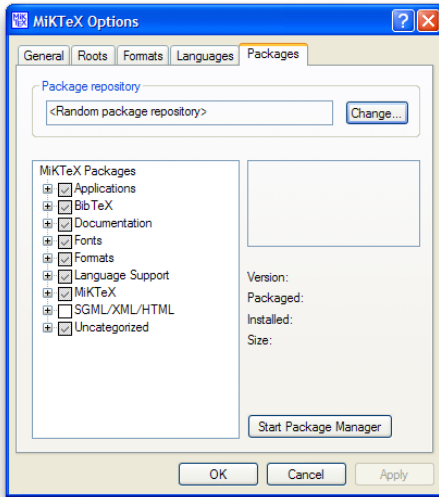 MiKTeX Options
General Roots Formats Languages Packages
Package repository
<Random package repository> Change...
MiKTeX Packages
Applications
BibTeX
Documentation
Fonts
Formats
Language Support
MiKTeX
SGML/XML/HTML
Uncategorized
Version:
Packaged:
Installed:
Size:
Start Package Manager
OK Cancel Apply